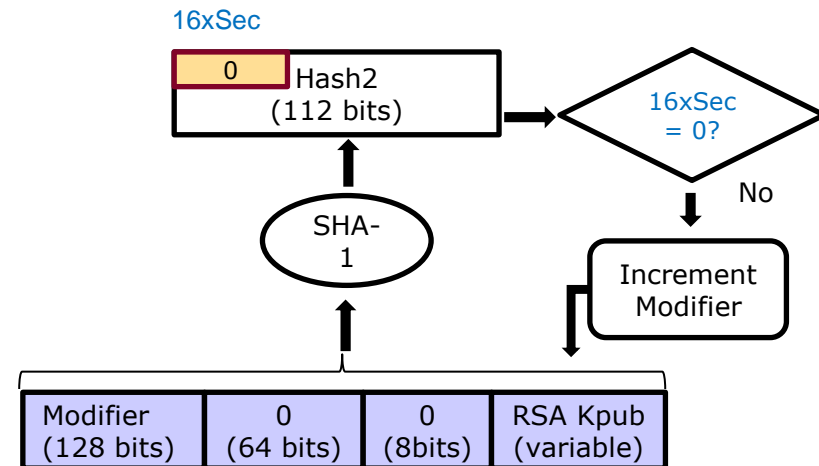 16xSec
0
Hash2
(112 bits)
16xSec
= 0?
No
SHA-
1
Increment
Modifier
Modifier
(128 bits)
0
(64 bits)
0
(8bits)
RSA Kpub
(variable)